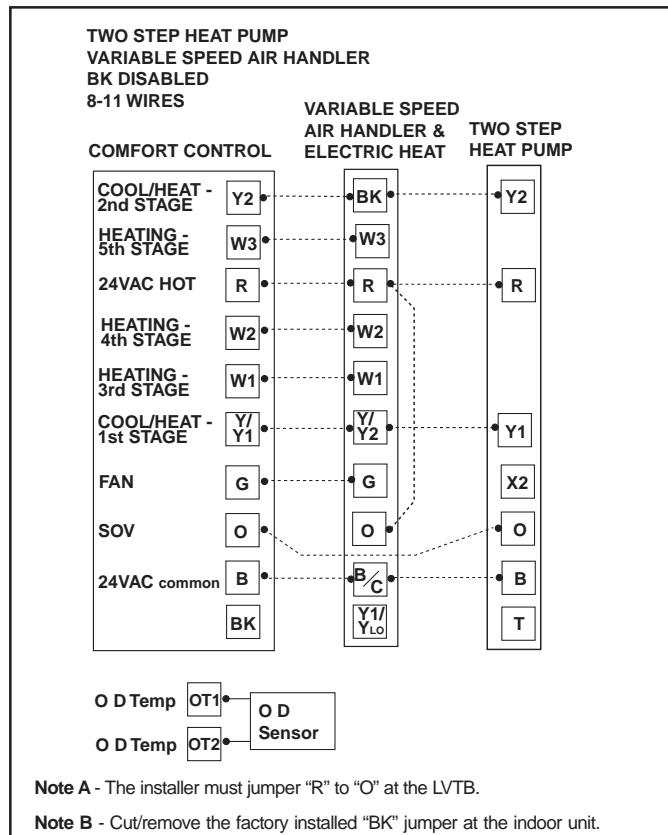 TWO STEP HEAT PUMP
VARIABLE SPEED AIR HANDLER
BK DISABLED
8-11 WIRES
VARIABLE SPEED
AIR HANDLER &
ELECTRIC HEAT
TWO STEP
HEAT PUMP
COMFORT CONTROL
COOL/HEAT -
2nd STAGE
Y2
BK
Y2
HEATING -
5th STAGE
W3
W3
24VAC HOT
R
R
R
HEATING -
4th STAGE
W2
W2
HEATING -
3rd STAGE
W1
W1
COOL/HEAT -
1st STAGE
Y/
Y1
Y/
Y2
Y1
FAN
G
G
X2
SOV
O
O
O
24VAC common
B
B/C
B
BK
Y1/
YLO
T
O D Temp
OT1
O D
Sensor
O D Temp
OT2
Note A - The installer must jumper “R” to “O” at the LVTB.
Note B - Cut/remove the factory installed “BK” jumper at the indoor unit.